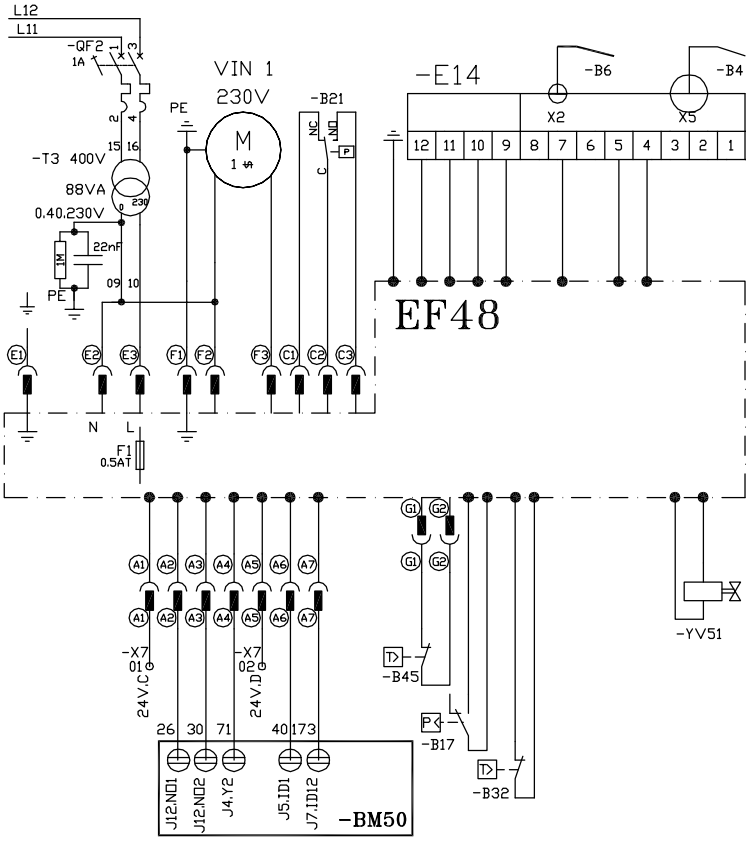 L12
L11
-QF2
1A
1 3
2 4
VIN 1
230V
-B21
-E14
-B6
-B4
X2
X5
PE
M
1
NC
NO
C
P
12 11 10 9 8 7 6 5 4 3 2 1
15 16
-T3 400V
88VA
0 230
0.40.230V
1M
22nF
PE
09 10
EF48
E1 E2 E3 F1 F2 F3 C1 C2 C3
N L
F1
0.5AT
G1 G2
A1 A2 A3 A4 A5 A6 A7
G1 G2
A1 A2 A3 A4 A5 A6 A7
-YV51
-X7
01
24V.C
-X7
02
24V.D
T>
-B45
P<
-B17
T>
-B32
26 30 71 40 173
J12.NO1
J12.NO2
J4.Y2
J5.ID1
J7.ID12
-BM50